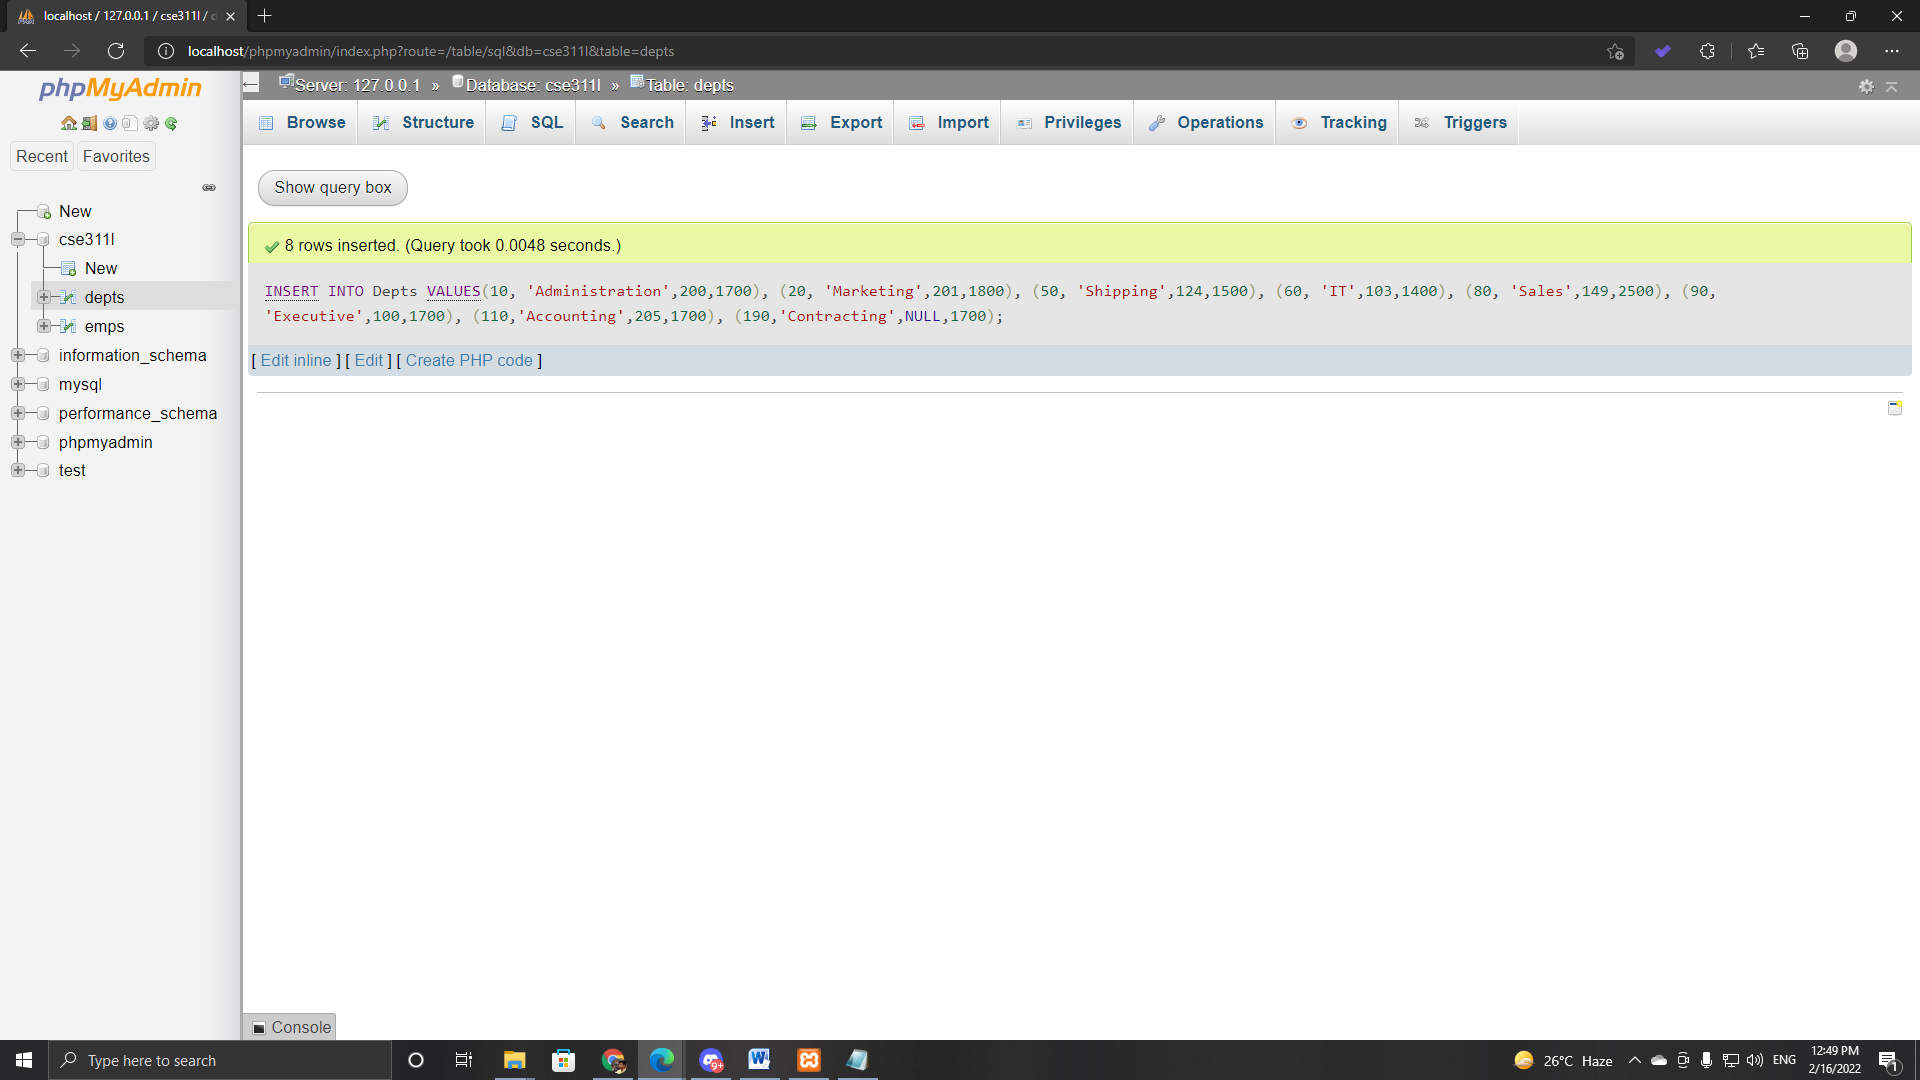 localhost / 127.0.0.1 / cse311l /
localhost/phpmyadmin/index.php?route=/table/sql&db=cse311l&table=depts
phpMyAdmin
Recent Favorites
New
cse311l
New
depts
emps
information_schema
mysql
performance_schema
phpmyadmin
test
Server: 127.0.0.1 » Database: cse311l » Table: depts
Browse Structure SQL Search Insert Export Import Privileges Operations Tracking Triggers
Show query box
8 rows inserted. (Query took 0.0048 seconds.)
INSERT INTO Depts VALUES(10, 'Administration',200,1700), (20, 'Marketing',201,1800), (50, 'Shipping',124,1500), (60, 'IT',103,1400), (80, 'Sales',149,2500), (90,
'Executive',100,1700), (110,'Accounting',205,1700), (190,'Contracting',NULL,1700);
[ Edit inline ] [ Edit ] [ Create PHP code ]
Console
Type here to search
9+
26°C Haze
ENG
12:49 PM
2/16/2022
1